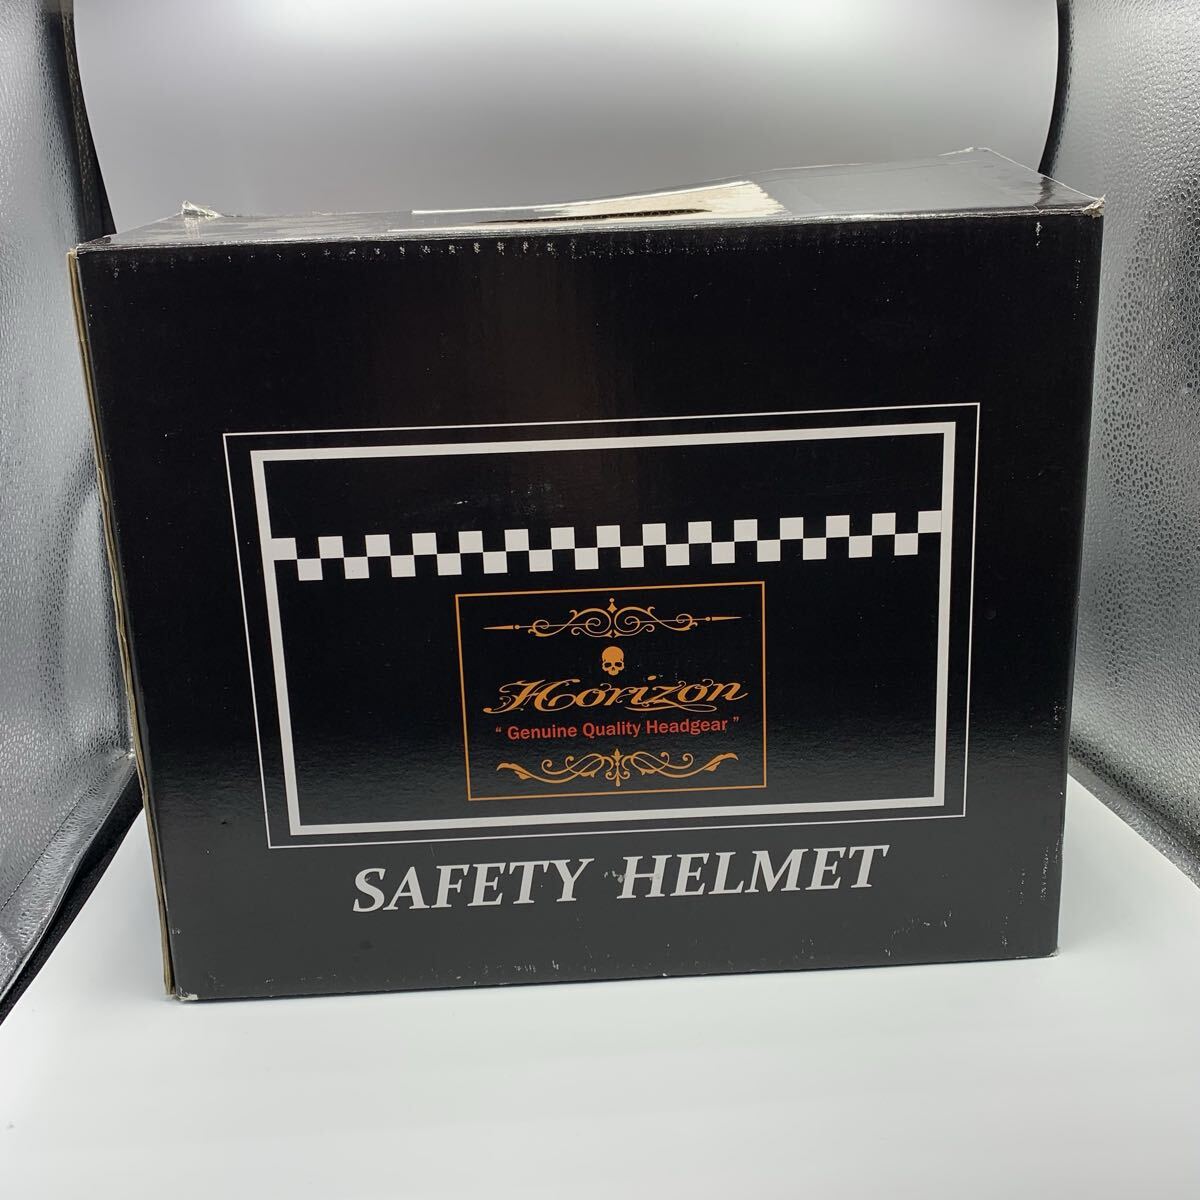 Horizon
“ Genuine Quality Headgear ”
SAFETY HELMET